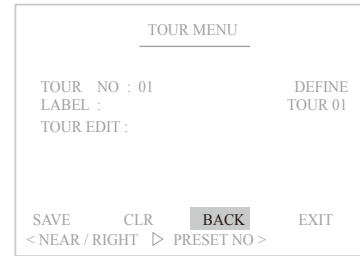 TOUR MENU
TOUR NO : 01 DEFINE
LABEL : TOUR 01
TOUR EDIT :
SAVE CLR BACK EXIT
< NEAR / RIGHT ▷ PRESET NO >